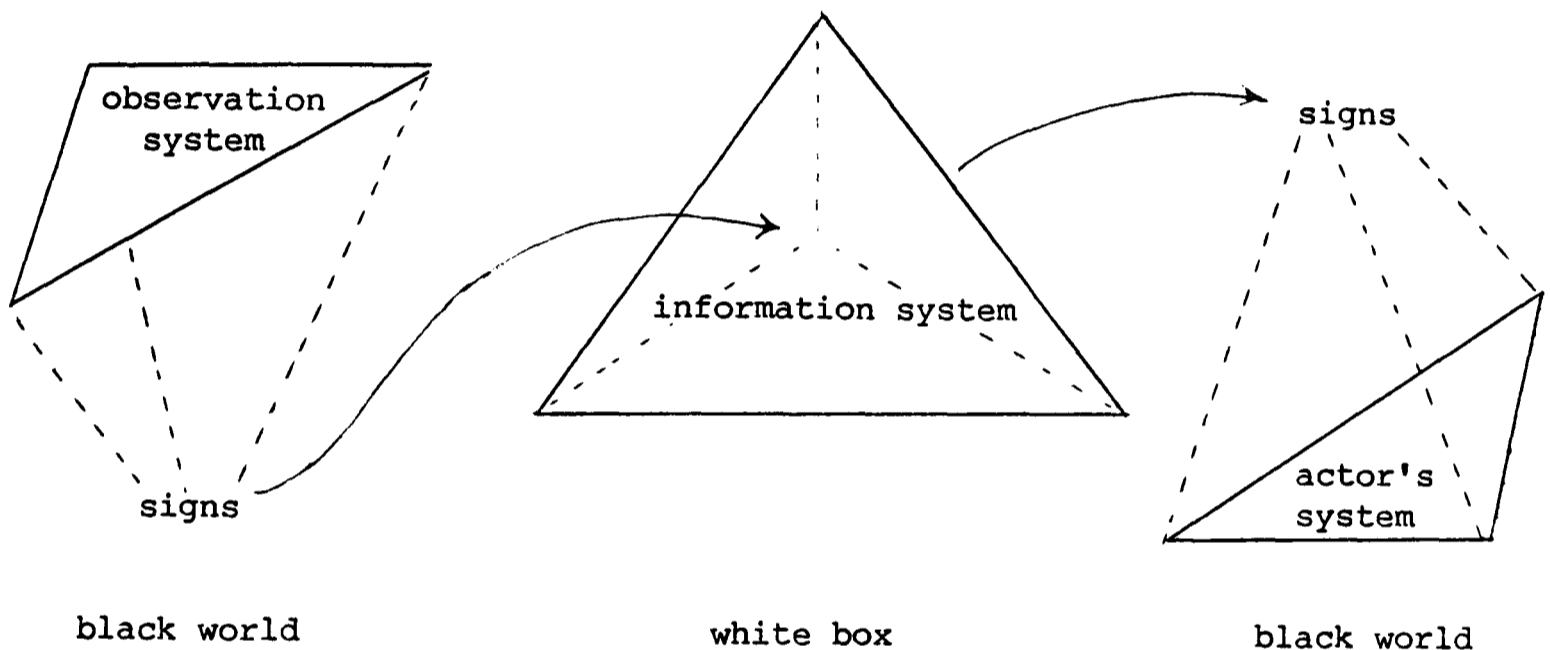 observation
system
signs
information system
signs
actor's
system
black world
white box
black world